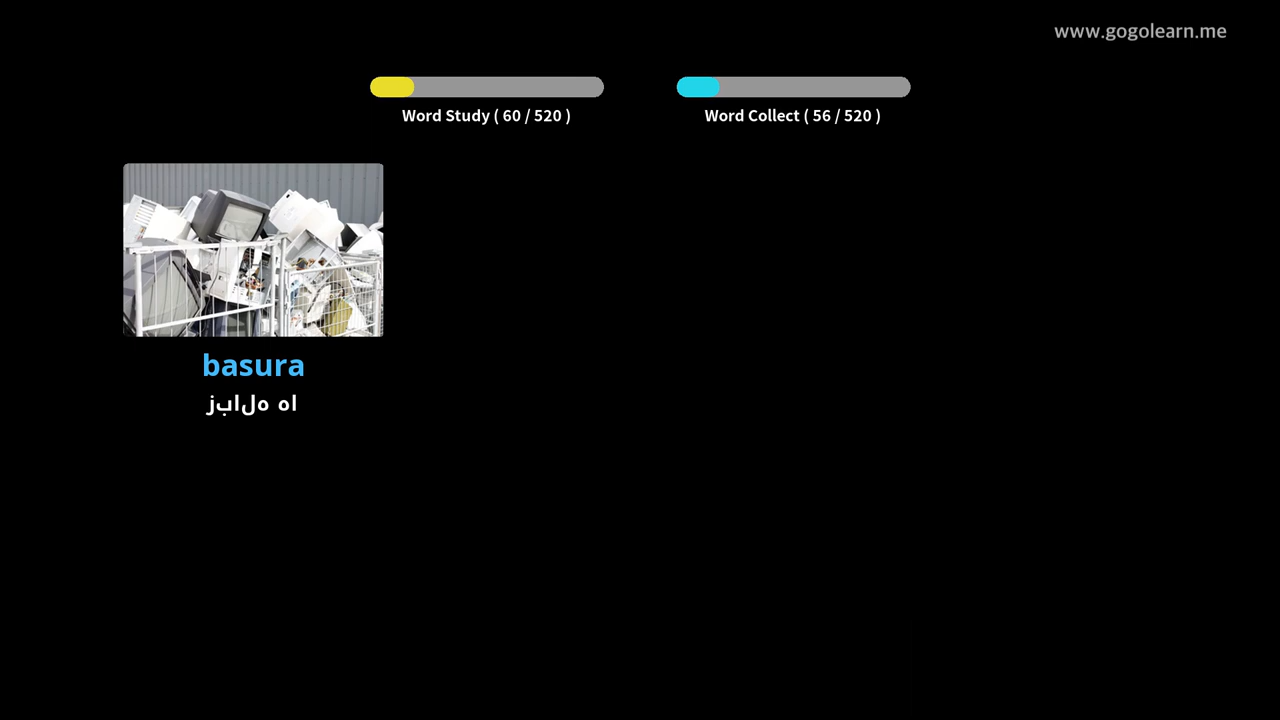 www.gogolearn.me
Word Study ( 60 / 520 )
Word Collect ( 56 / 520 )
basura
زباله ها